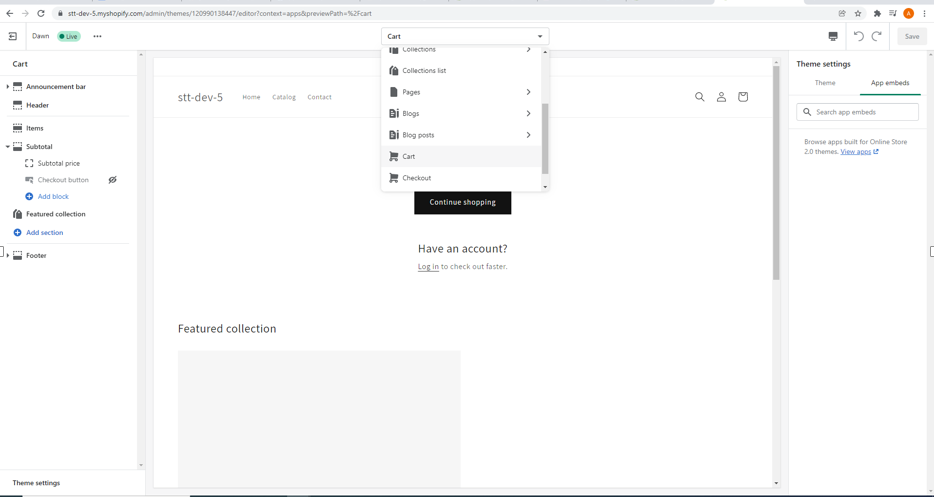 stt-dev-5.myshopify.com/admin/themes/120990138447/editor?context=apps&previewPath=%2Fcart
A
Dawn
Live
Cart
Save
Cart
Announcement bar
Header
Items
Subtotal
Subtotal price
Checkout button
Add block
Featured collection
Add section
Footer
Theme settings
Collections
Collections list
Pages
Blogs
Blog posts
Cart
Checkout
stt-dev-5 Home Catalog Contact
Continue shopping
Have an account?
Log in to check out faster.
Featured collection
Theme settings
Theme App embeds
Search app embeds
Browse apps built for Online Store
2.0 themes. View apps